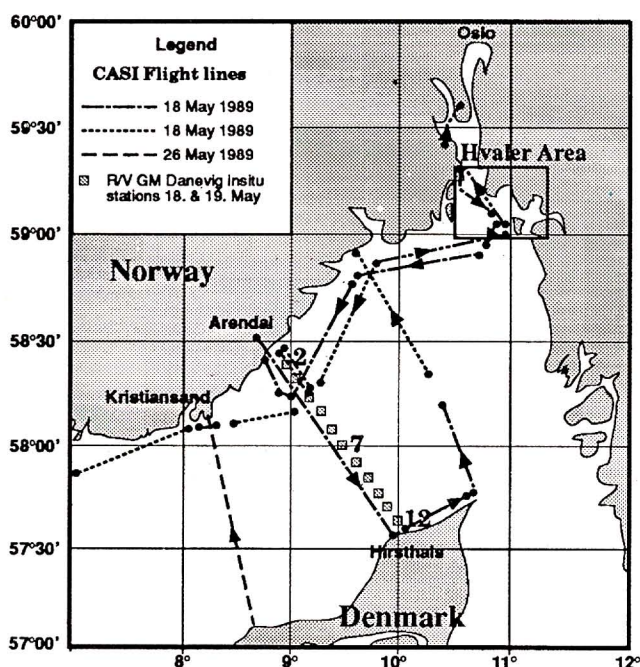 60°00'
Oslo
Legend
CASI Flight lines
18 May 1989
59°30'
18 May 1989
26 May 1989
Hvaler Area
R/V GM Danevig insitu
stations 18. & 19. May
59°00'
Norway
Arendal
58°30'
2
Kristiansand
7
58°00'
12
57°30'
Hirsthals
Denmark
57°00'
8°
9°
10°
11°
12°